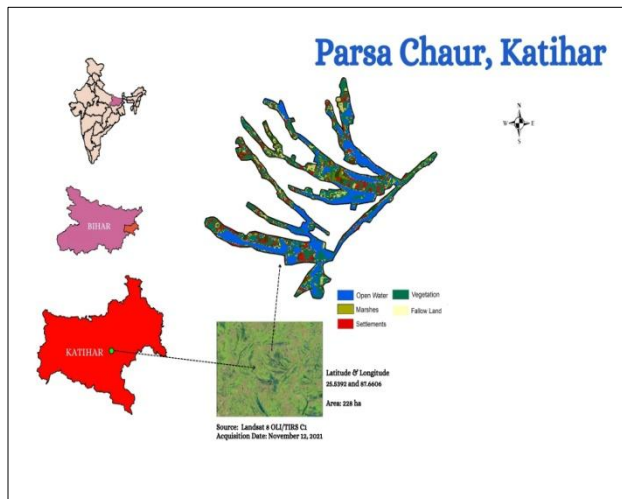 Parsa Chaur, Katihar
N
W E
S
BIHAR
KATIHAR
Open Water
Vegetation
Marshes
Fallow Land
Settlements
Latitude & Longitude
25.5392 and 87.6606
Area: 228 ha
Source: Landsat 8 OLI/TIRS C1
Acquisition Date: November 12, 2021